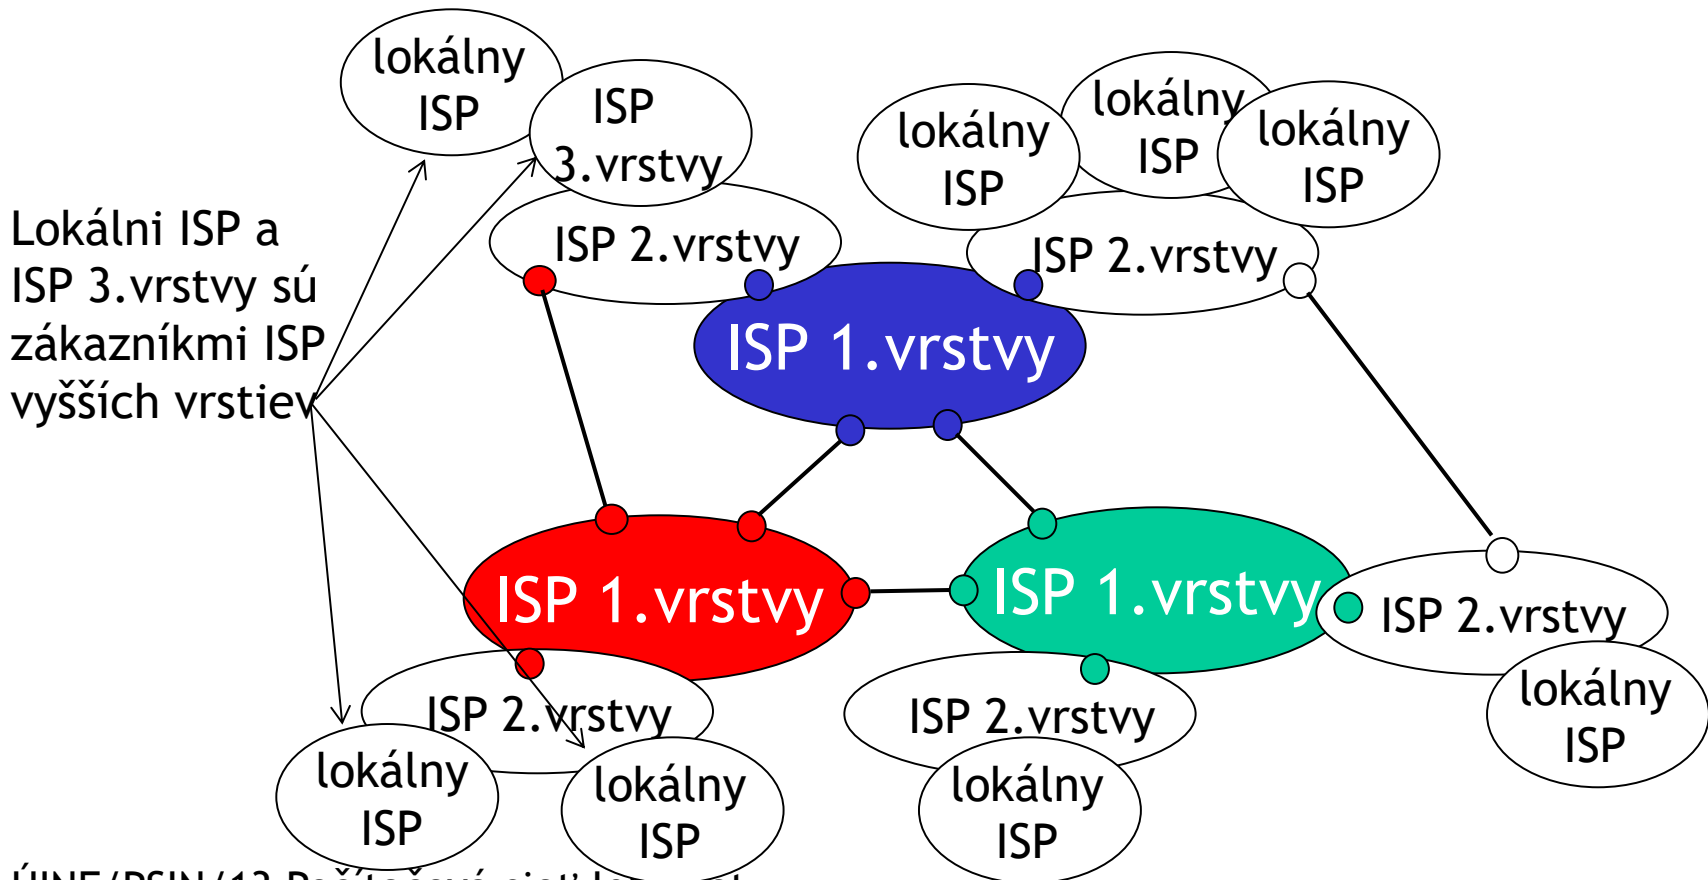 lokálny
ISP
ISP
3.vrstvy
lokálny
ISP
lokálny
ISP
lokálny
ISP
Lokálni ISP a
ISP 3.vrstvy sú
zákazníkmi ISP
vyšších vrstiev
ISP 2.vrstvy
ISP 2.vrstvy
ISP 1.vrstvy
ISP 1.vrstvy
ISP 1.vrstvy
ISP 2.vrstvy
ISP 2.vrstvy
ISP 2.vrstvy
lokálny
ISP
lokálny
ISP
lokálny
ISP
lokálny
ISP